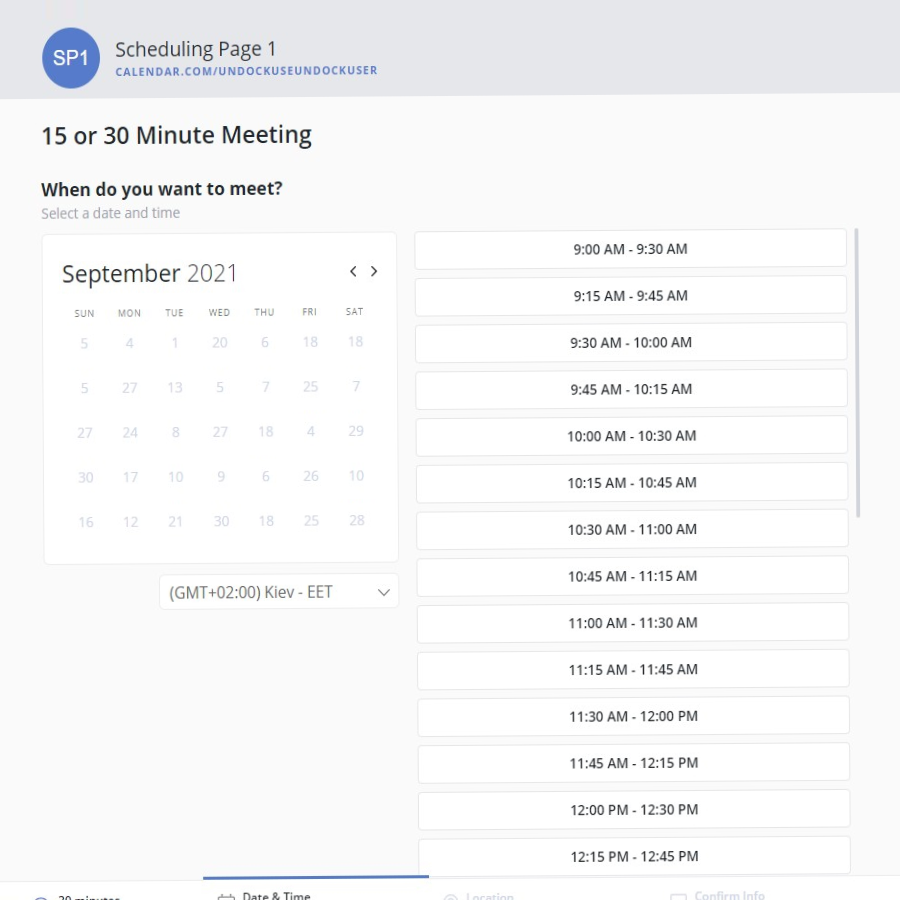 SP1
Scheduling Page 1
CALENDAR.COM/UNDOCKUSEUNDOCKUSER
15 or 30 Minute Meeting
When do you want to meet?
Select a date and time
September 2021
SUN MON TUE WED THU FRI SAT
5 4 1 20 6 18 18
5 27 13 5 7 25 7
27 24 8 27 18 4 29
30 17 10 9 6 26 10
16 12 21 30 18 25 28
(GMT+02:00) Kiev - EET
9:00 AM - 9:30 AM
9:15 AM - 9:45 AM
9:30 AM - 10:00 AM
9:45 AM - 10:15 AM
10:00 AM - 10:30 AM
10:15 AM - 10:45 AM
10:30 AM - 11:00 AM
10:45 AM - 11:15 AM
11:00 AM - 11:30 AM
11:15 AM - 11:45 AM
11:30 AM - 12:00 PM
11:45 AM - 12:15 PM
12:00 PM - 12:30 PM
12:15 PM - 12:45 PM
30 minutes Date & Time Location Confirm Info